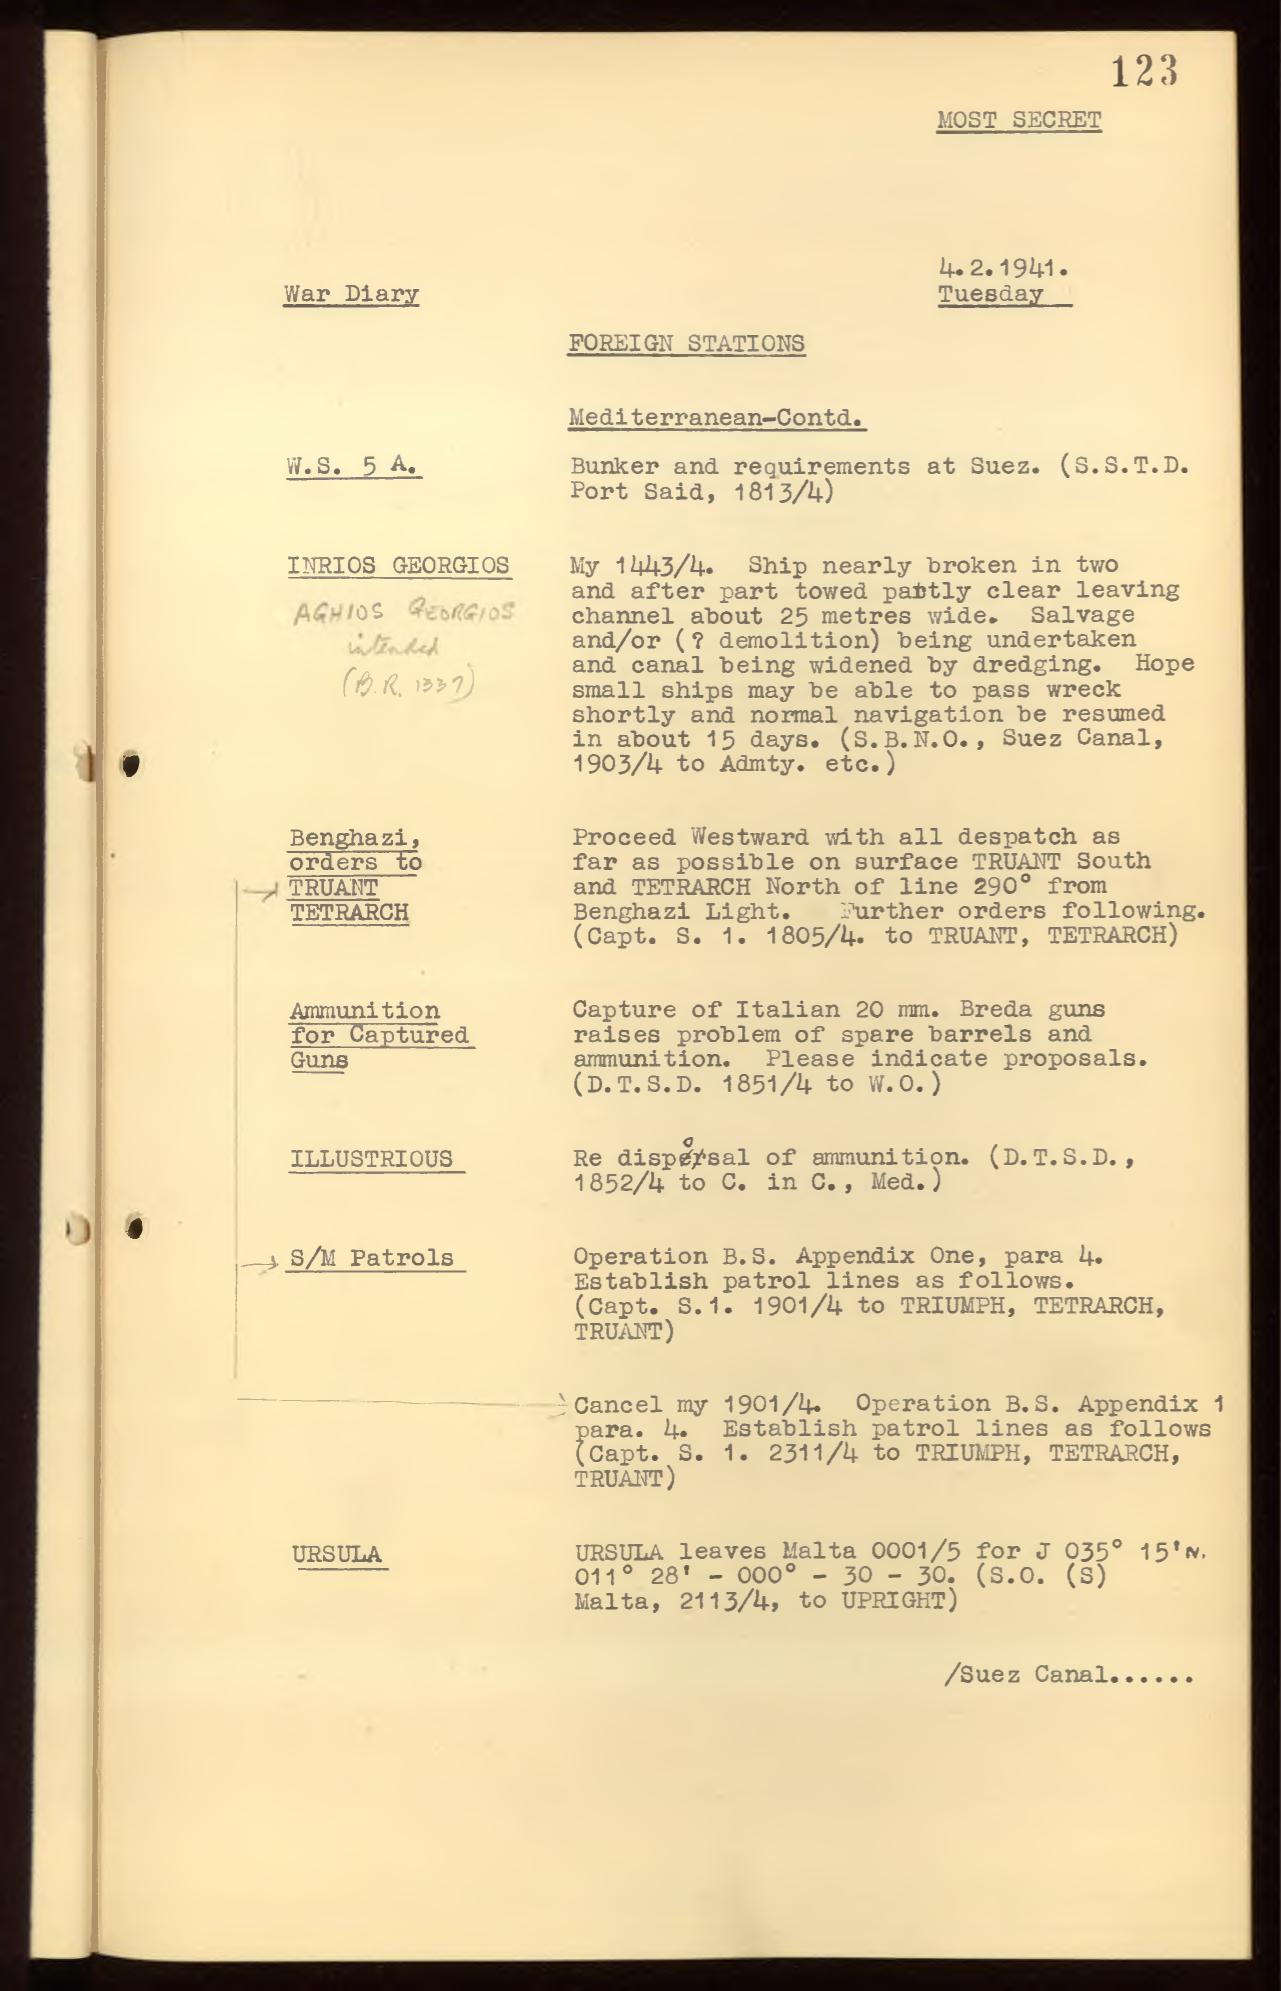 123
MOST SECRET
4.2.1941.
War Diary
Tuesday
FOREIGN STATIONS
Mediterranean-Contd.
W.S. 5 A.
Bunker and requirements at Suez. (S.S.T.D.
Port Said, 1813/4)
INRIOS GEORGIOS
AGHIOS GEORGIOS
intended
(B.R. 1337)
My 1443/4. Ship nearly broken in two
and after part towed partly clear leaving
channel about 25 metres wide. Salvage
and/or (? demolition) being undertaken
and canal being widened by dredging. Hope
small ships may be able to pass wreck
shortly and normal navigation be resumed
in about 15 days. (S.B.N.O., Suez Canal,
1903/4 to Admty. etc.)
Benghazi,
orders to
TRUANT
TETRARCH
Proceed Westward with all despatch as
far as possible on surface TRUANT South
and TETRARCH North of line 290° from
Benghazi Light. Further orders following.
(Capt. S. 1. 1805/4. to TRUANT, TETRARCH)
Ammunition
for Captured
Guns
Capture of Italian 20 mm. Breda guns
raises problem of spare barrels and
ammunition. Please indicate proposals.
(D.T.S.D. 1851/4 to W.O.)
ILLUSTRIOUS
Re disposal of ammunition. (D.T.S.D.,
1852/4 to C. in C., Med.)
S/M Patrols
Operation B.S. Appendix One, para 4.
Establish patrol lines as follows.
(Capt. S.1. 1901/4 to TRIUMPH, TETRARCH,
TRUANT)
Cancel my 1901/4. Operation B.S. Appendix 1
para. 4. Establish patrol lines as follows
(Capt. S. 1. 2311/4 to TRIUMPH, TETRARCH,
TRUANT)
URSULA
URSULA leaves Malta 0001/5 for J 035° 15'N.
011° 28' - 000° - 30 - 30. (S.O. (S)
Malta, 2113/4, to UPRIGHT)
/Suez Canal......